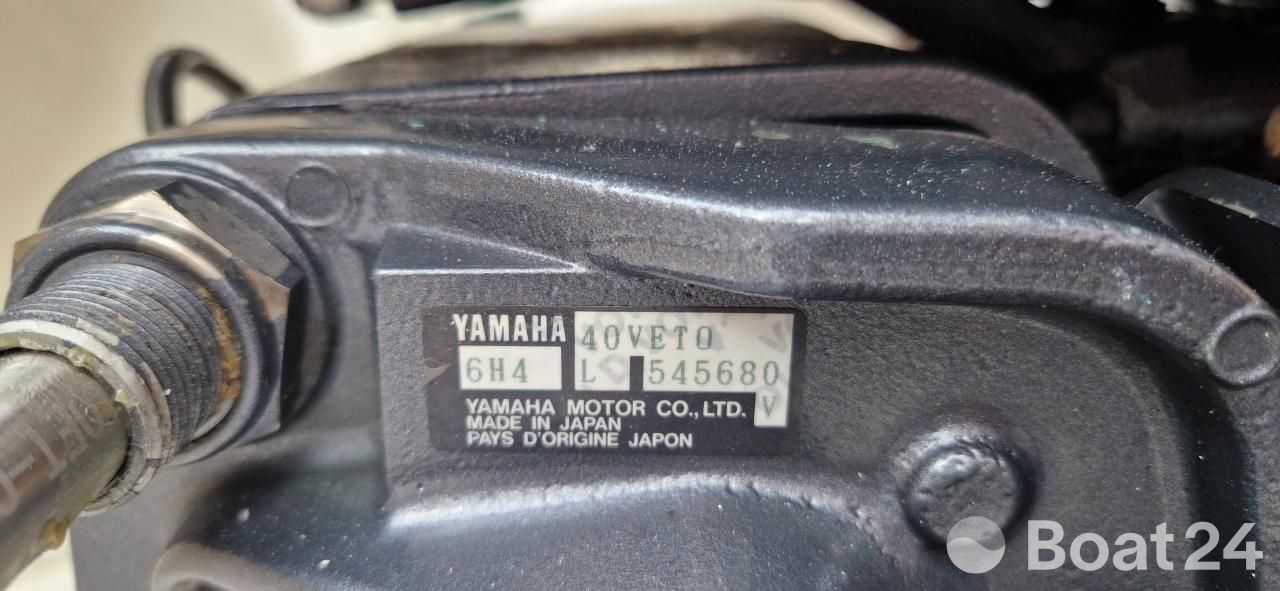 YAMAHA 40VETO
6H4 L 545680
V
YAMAHA MOTOR CO., LTD.
MADE IN JAPAN
PAYS D'ORIGINE JAPON
Boat24